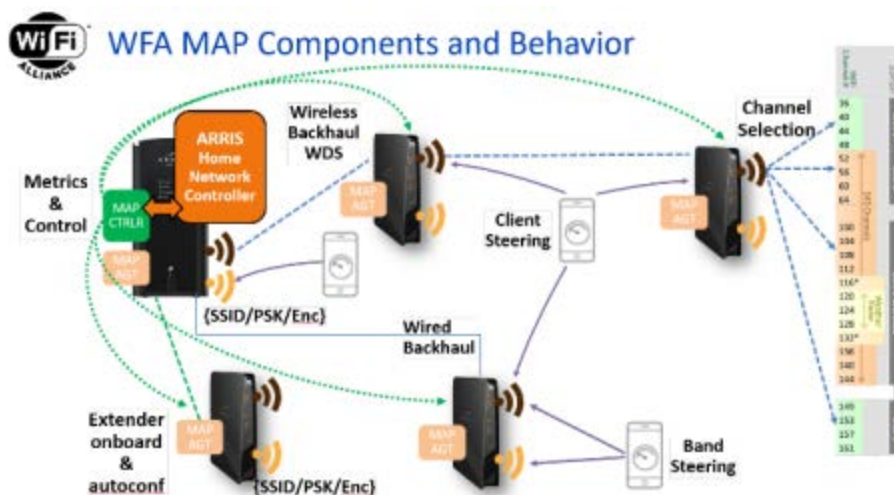 WiFi
ALLIANCE
WFA MAP Components and Behavior
Wireless
Backhaul
WDS
Channel
Selection
ARRIS
Home
Network
Controller
Metrics
&
Control
MAP
CTRLR
MAP
AGT
MAP
AGT
MAP
AGT
Client
Steering
{SSID/PSK/Enc}
Wired
Backhaul
Extender
onboard
&
autoconf
MAP
AGT
{SSID/PSK/Enc}
MAP
AGT
Band
Steering
36
40
44
48
52
56
60
64
100
104
108
112
116*
120
124
128
132*
136
140
144
149
153
157
161